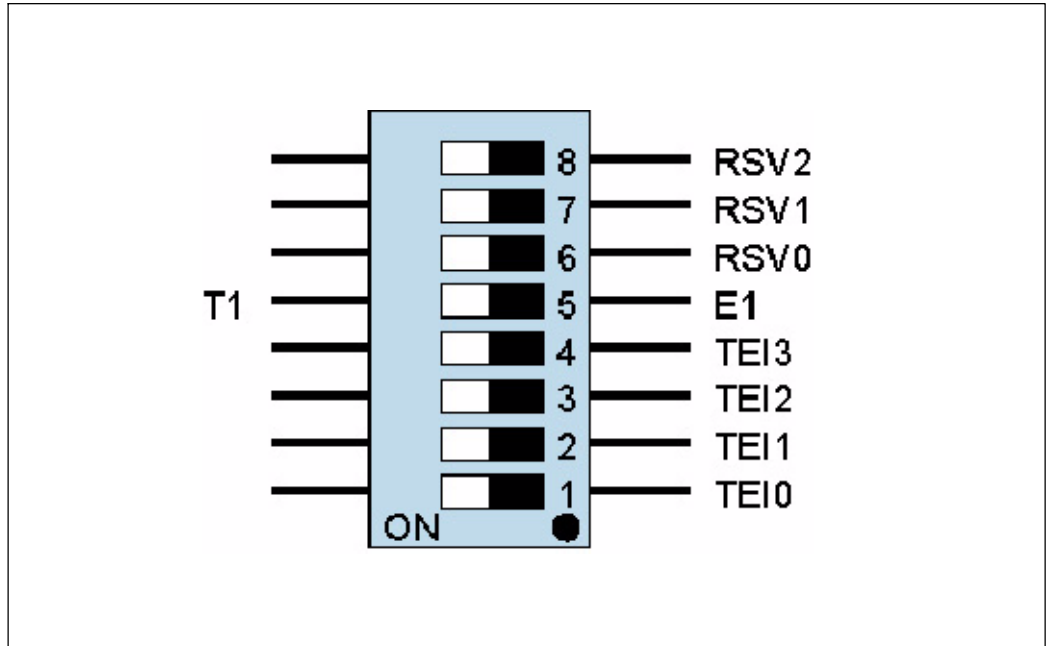 8 RSV2
7 RSV1
6 RSV0
T1 5 E1
4 TEI3
3 TEI2
2 TEI1
1 TEI0
ON